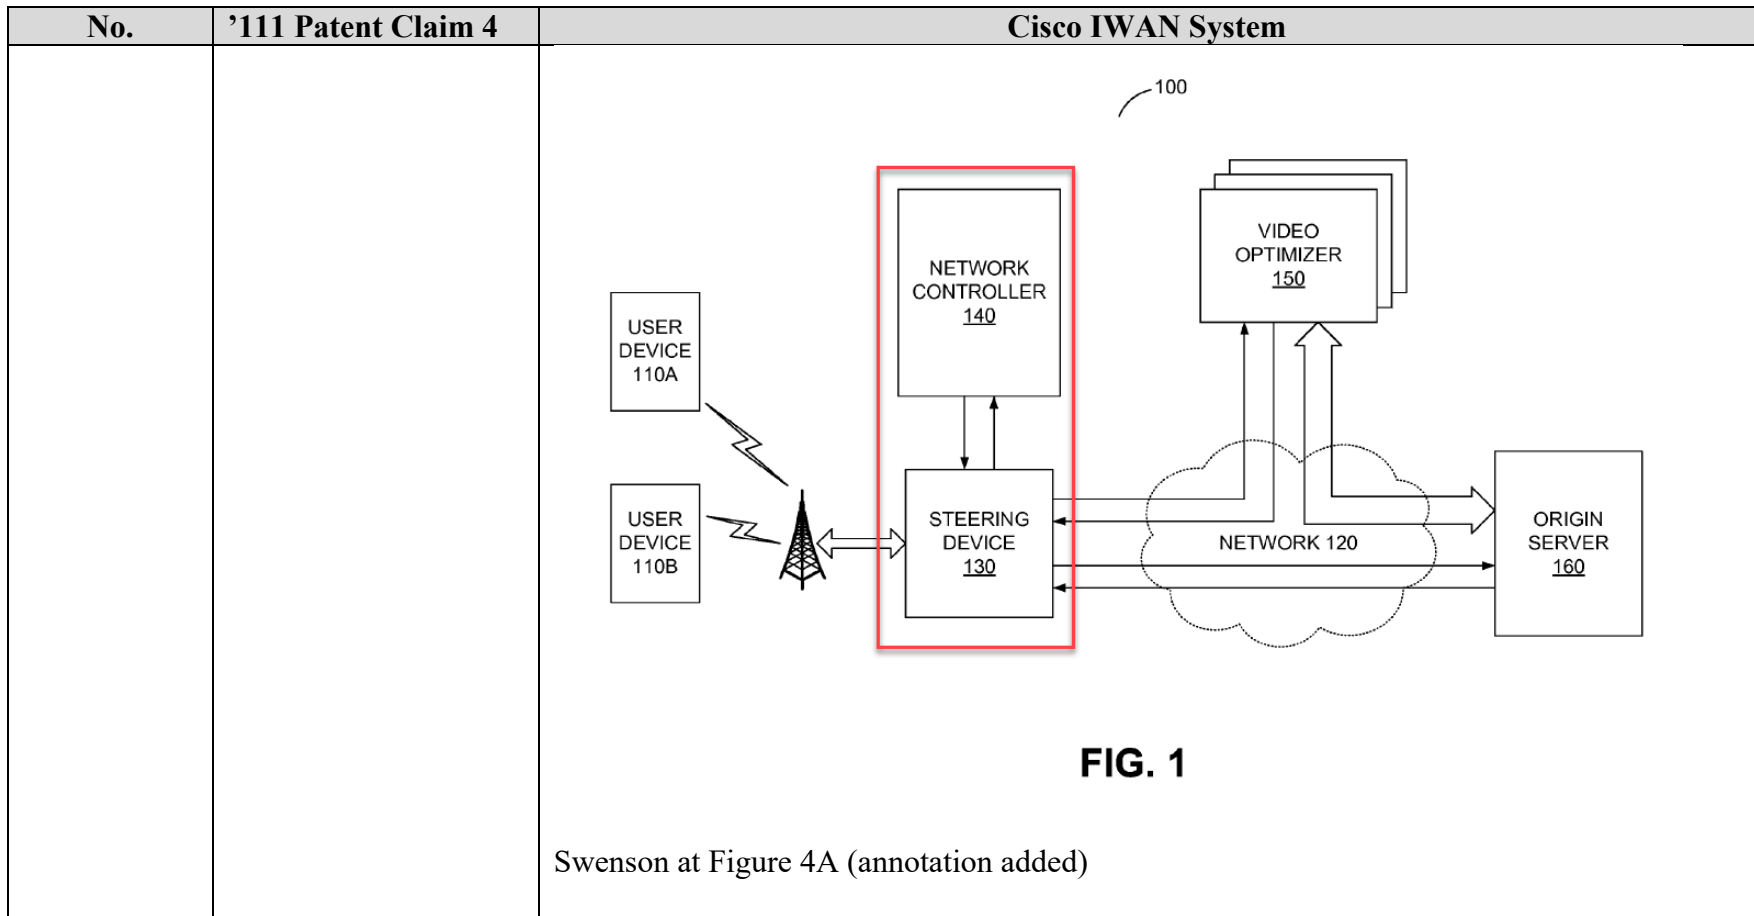 No. ’111 Patent Claim 4 Cisco IWAN System
100
NETWORK
CONTROLLER
140
VIDEO
OPTIMIZER
150
USER
DEVICE
110A
USER
DEVICE
110B
STEERING
DEVICE
130
NETWORK 120
ORIGIN
SERVER
160
FIG. 1
Swenson at Figure 4A (annotation added)